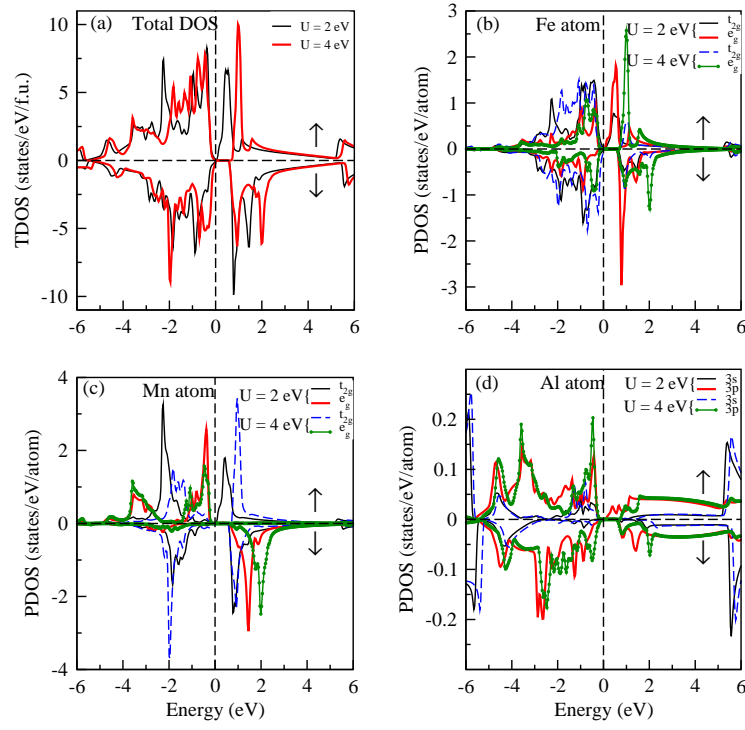 (a) Total DOS
U = 2 eV
U = 4 eV
TDOS (states/eV/f.u.)
10
5
0
-5
-10
-6 -4 -2 0 2 4 6
(b) Fe atom
U = 2 eV{ t2g
eg
U = 4 eV{ t2g
eg
PDOS (states/eV/atom)
3
2
1
0
-1
-2
-3
-6 -4 -2 0 2 4 6
(c) Mn atom
U = 2 eV{ t2g
eg
U = 4 eV{ t2g
eg
PDOS (states/eV/atom)
4
2
0
-2
-4
-6 -4 -2 0 2 4 6
Energy (eV)
(d) Al atom
U = 2 eV{ 3s
3p
U = 4 eV{ 3s
3p
PDOS (states/eV/atom)
0.2
0.1
0.0
-0.1
-0.2
-6 -4 -2 0 2 4 6
Energy (eV)